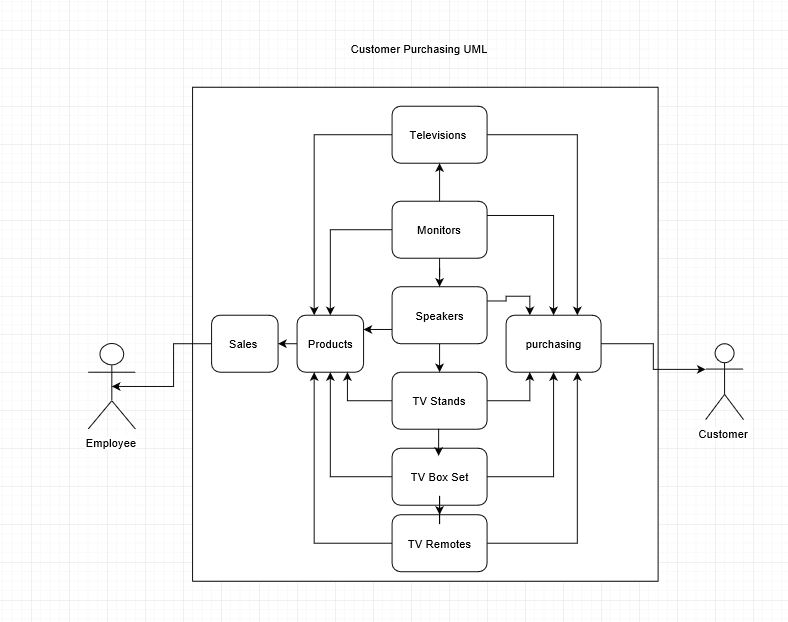 Customer Purchasing UML
Televisions
Monitors
Speakers
Sales
Products
purchasing
TV Stands
Employee
Customer
TV Box Set
TV Remotes